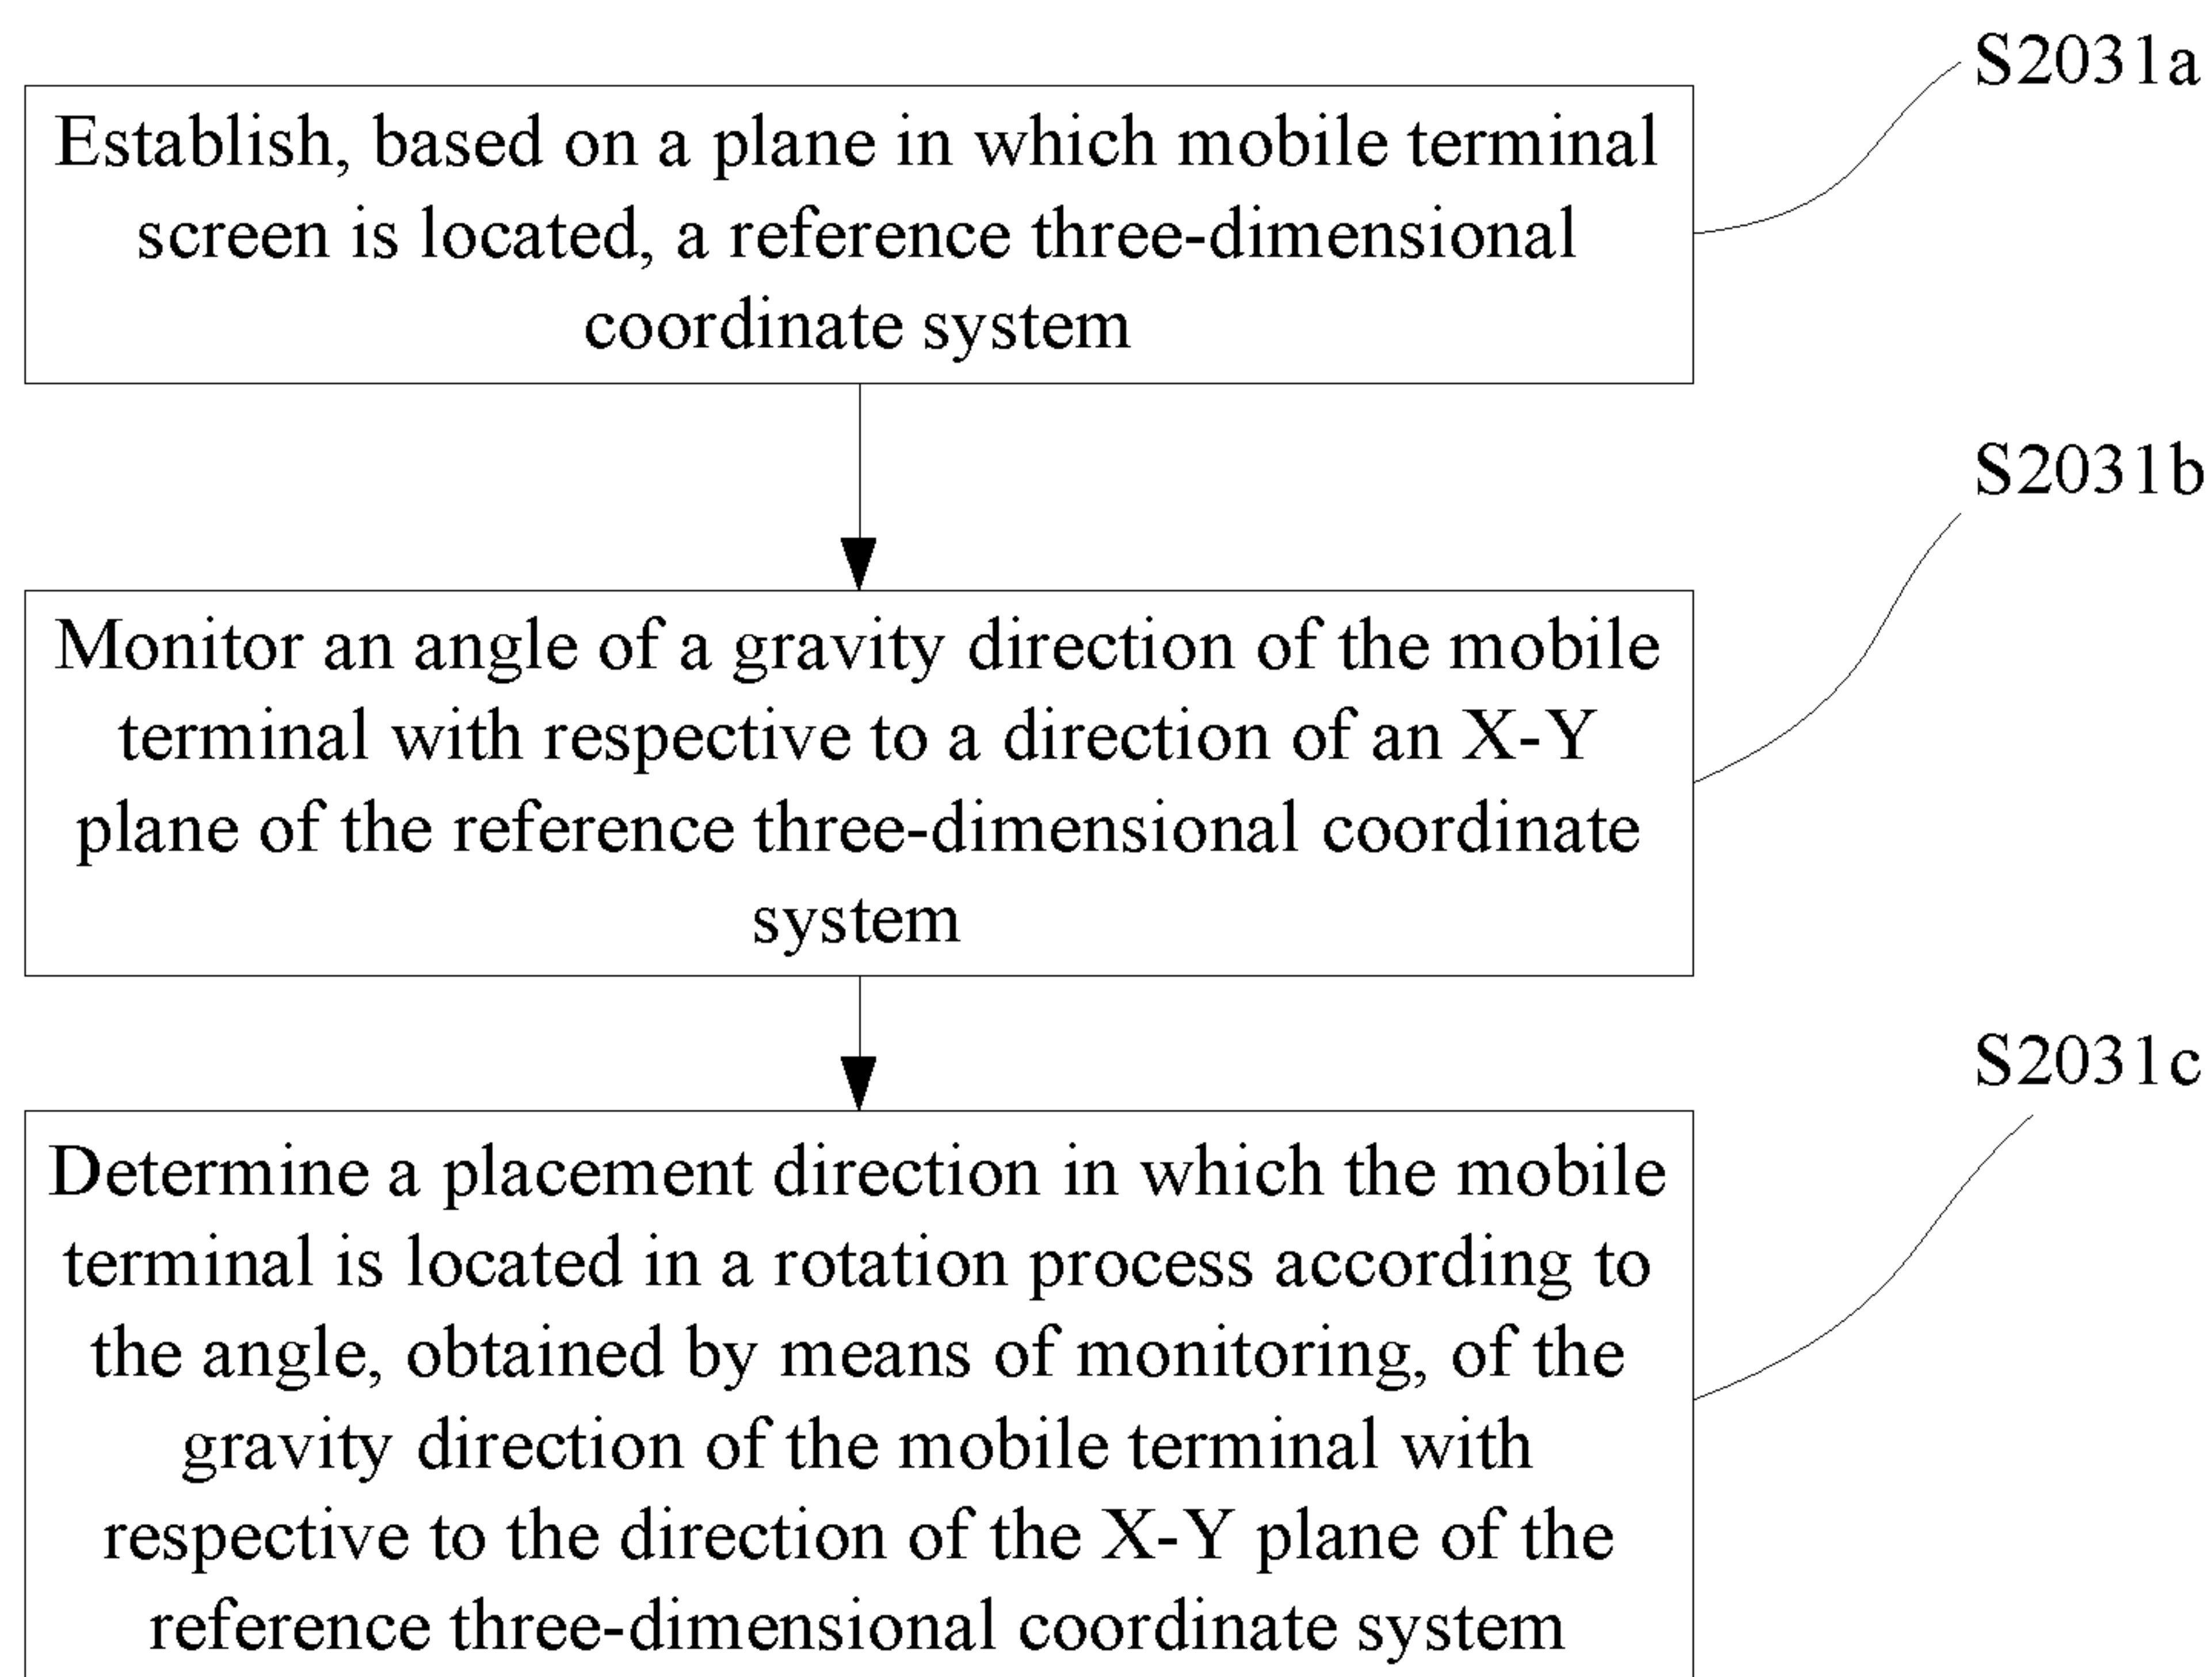 S2031a
Establish, based on a plane in which mobile terminal
screen is located, a reference three-dimensional
coordinate system
S2031b
Monitor an angle of a gravity direction of the mobile
terminal with respective to a direction of an X-Y
plane of the reference three-dimensional coordinate
system
S2031c
Determine a placement direction in which the mobile
terminal is located in a rotation process according to
the angle, obtained by means of monitoring, of the
gravity direction of the mobile terminal with
respective to the direction of the X-Y plane of the
reference three-dimensional coordinate system